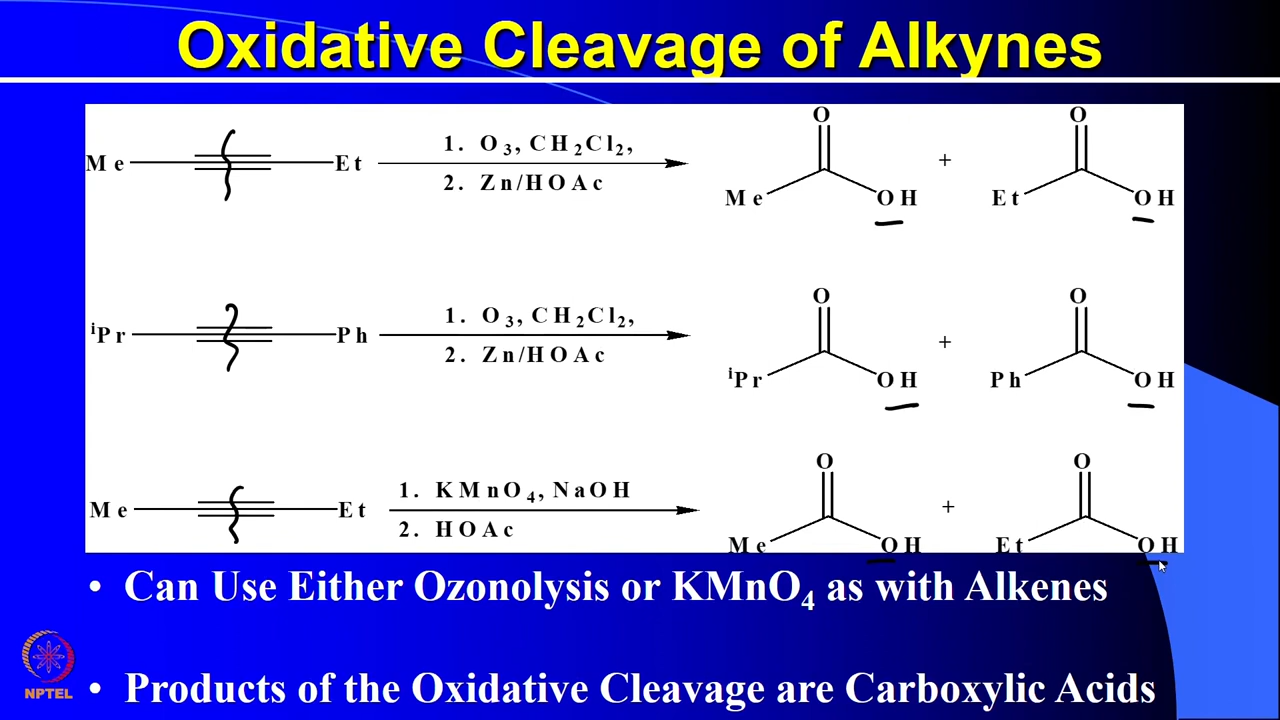 Oxidative Cleavage of Alkynes
Me Et 1. O3, CH2Cl2, 2. Zn/HOAc O Me OH + O Et OH
iPr Ph 1. O3, CH2Cl2, 2. Zn/HOAc O iPr OH + O Ph OH
Me Et 1. KMnO4, NaOH 2. HOAc O Me OH + O Et OH
• Can Use Either Ozonolysis or KMnO4 as with Alkenes
• Products of the Oxidative Cleavage are Carboxylic Acids
NPTEL